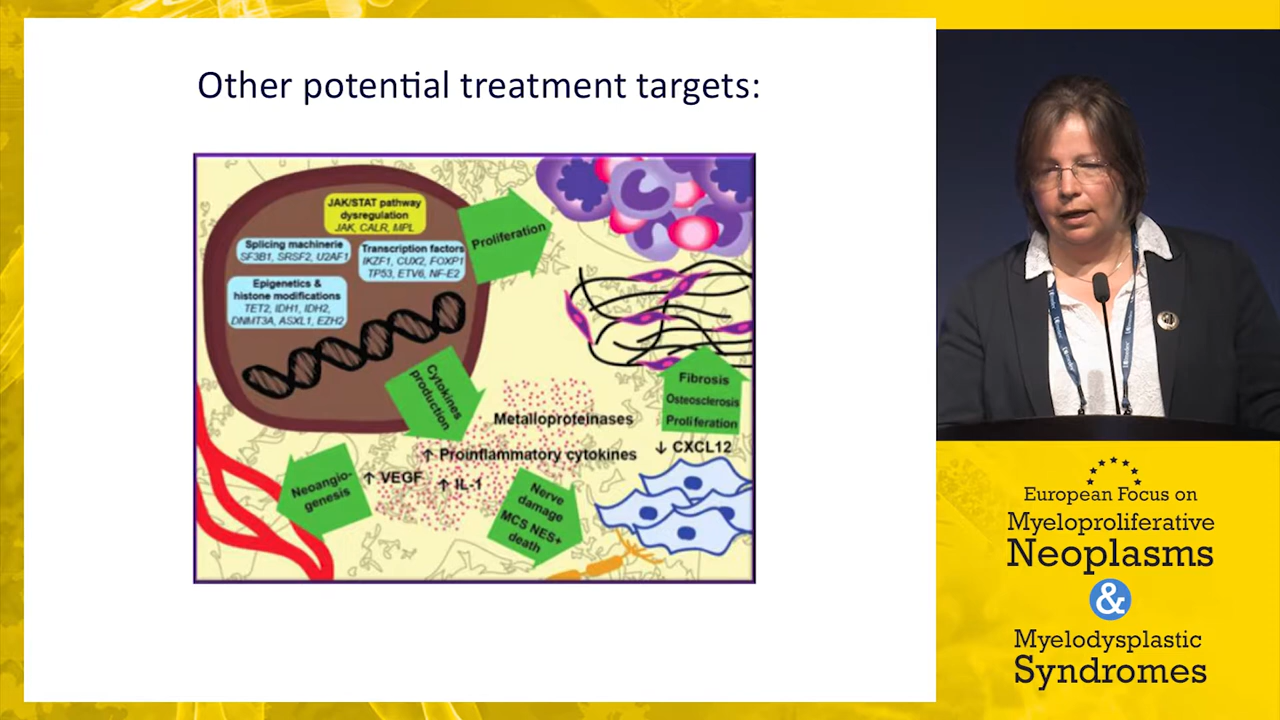 Other potential treatment targets:
JAK/STAT pathway
dysregulation
JAK, CALR, MPL
Splicing machinerie
SF3B1, SRSF2, U2AF1
Transcription factors
IKZF1, CUX2, FOXP1
TP53, ETV6, NF-E2
Epigenetics &
histone modifications
TET2, IDH1, IDH2,
DNMT3A, ASXL1, EZH2
Proliferation
Cytokines
production
Metalloproteinases
↑ Proinflammatory cytokines
↑ VEGF
↑ IL-1
Neoangio-
genesis
Nerve
damage
MCS NES+
death
Fibrosis
Osteosclerosis
Proliferation
↓ CXCL12
European Focus on
Myeloproliferative
Neoplasms
&
Myelodysplastic
Syndromes